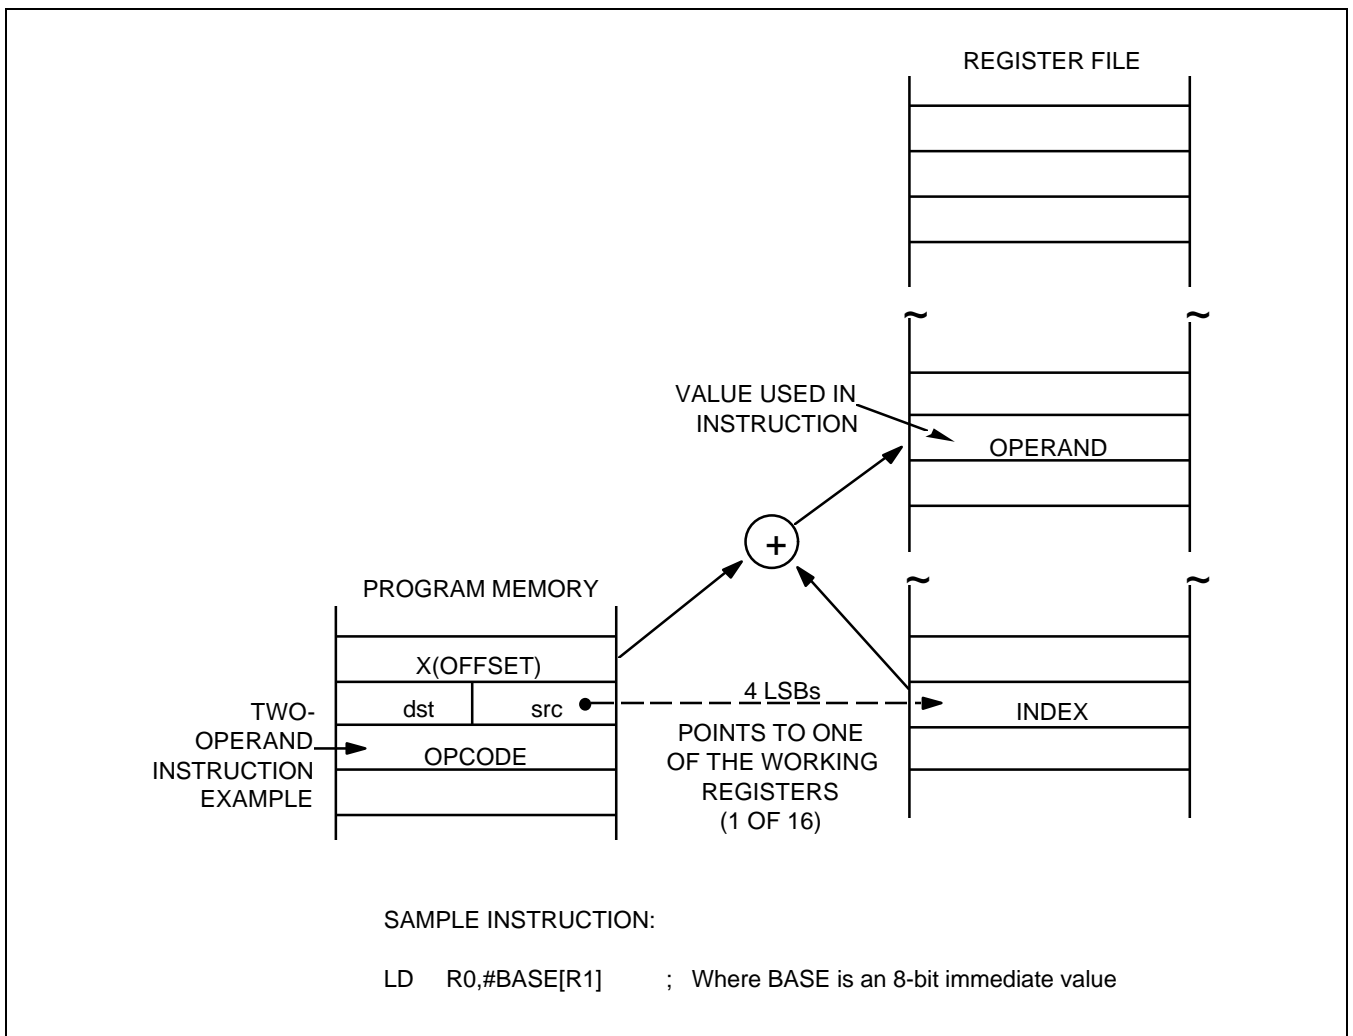 REGISTER FILE
~ ~
VALUE USED IN
INSTRUCTION
OPERAND
+
~ ~
PROGRAM MEMORY
X(OFFSET)
dst src
OPCODE
TWO-
OPERAND
INSTRUCTION
EXAMPLE
4 LSBs
POINTS TO ONE
OF THE WORKING
REGISTERS
(1 OF 16)
INDEX
SAMPLE INSTRUCTION:
LD R0,#BASE[R1] ; Where BASE is an 8-bit immediate value